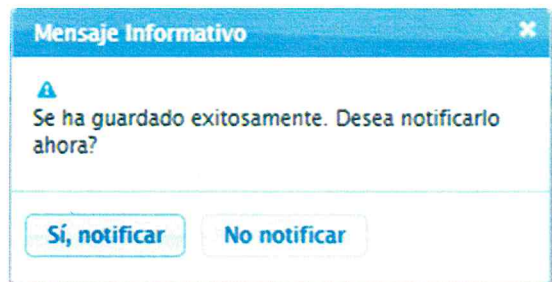 Mensaje Informativo
Se ha guardado exitosamente. Desea notificarlo
ahora?
Sí, notificar No notificar